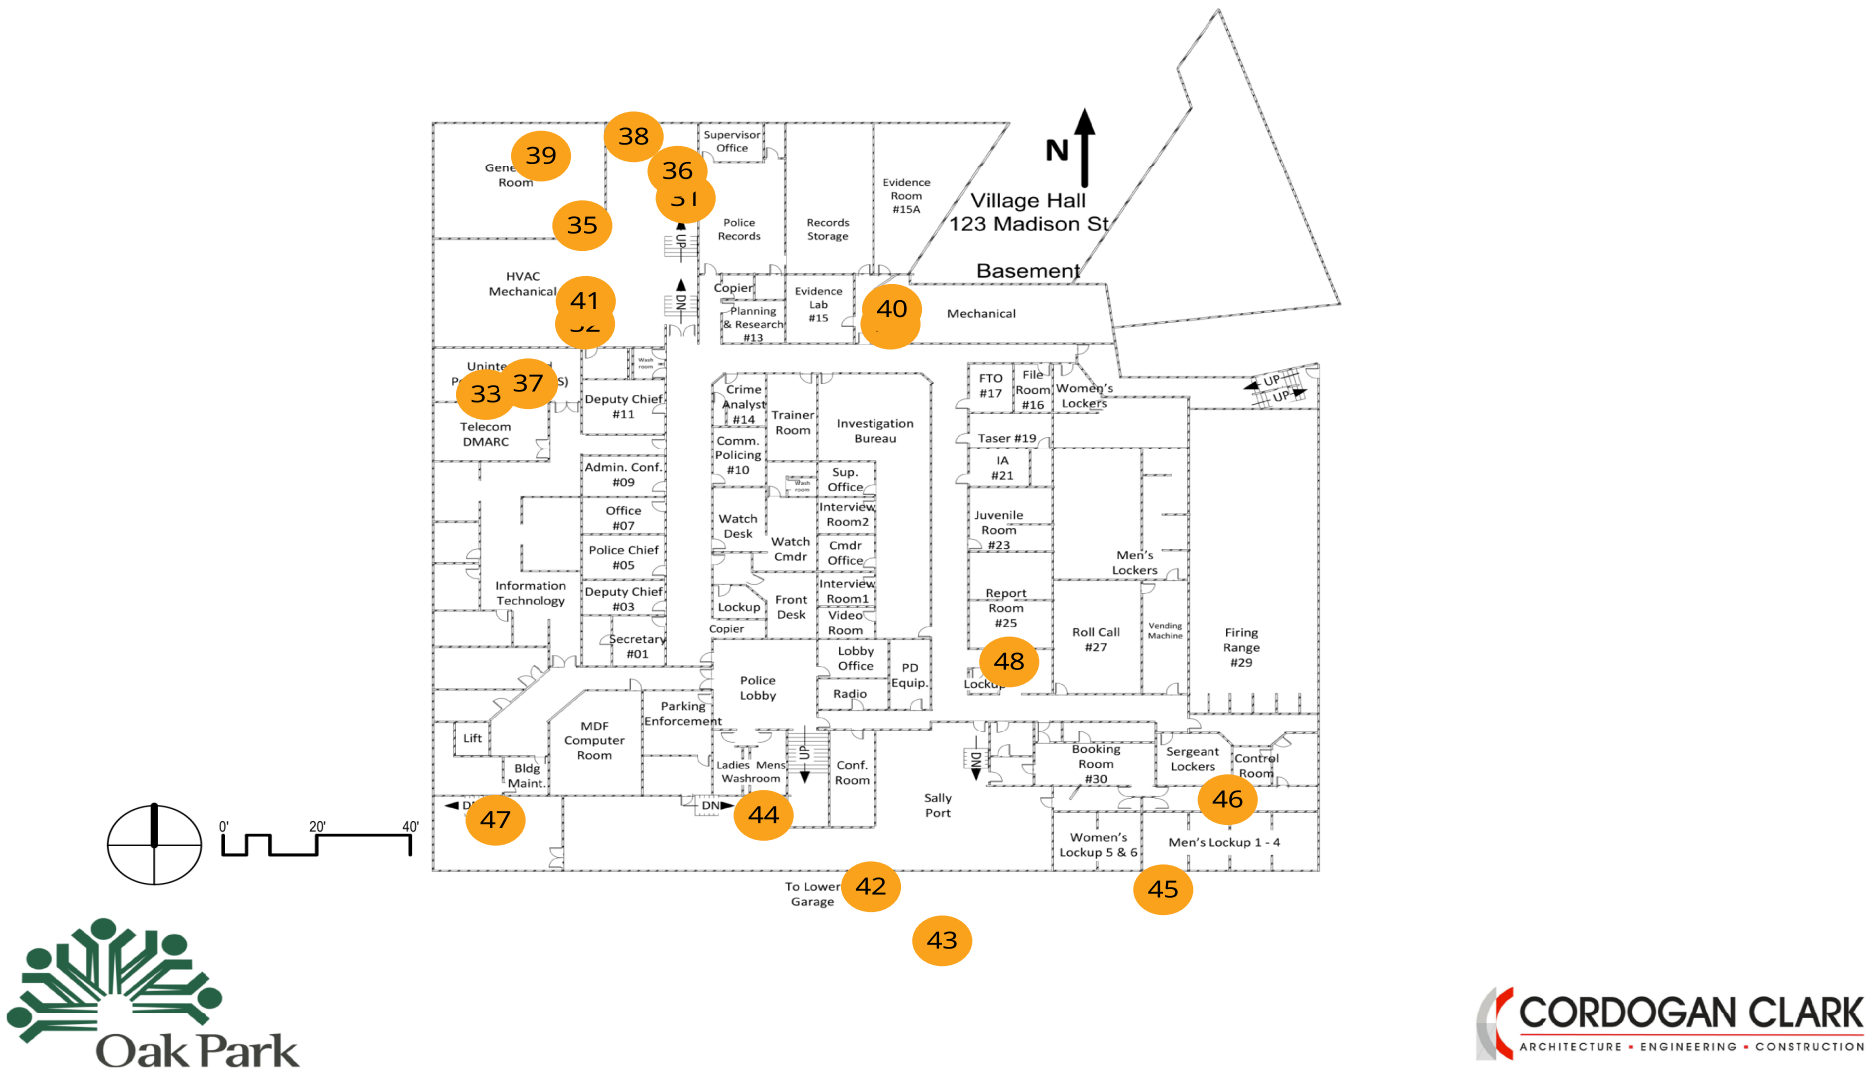 38
39
36
31
35
Room
Supervisor
Office
Police
Records
Records
Storage
Evidence
Room
#15A
N
Village Hall
123 Madison St
Basement
UP
DN
HVAC
Mechanical
41
32
Copier
Planning
& Research
#13
Evidence
Lab
#15
40
Mechanical
33
37
Telecom
DMARC
Wash
room
Deputy Chief
#11
Admin. Conf.
#09
Office
#07
Police Chief
#05
Deputy Chief
#03
Secretary
#01
Information
Technology
Crime
Analyst
#14
Comm.
Policing
#10
Trainer
Room
Investigation
Bureau
Wash
room
Sup.
Office
Interview
Room2
Cmdr
Office
Interview
Room1
Video
Room
Watch
Desk
Watch
Cmdr
Lockup
Front
Desk
Copier
Police
Lobby
Lobby
Office
Radio
PD
Equip.
FTO
#17
File
Room
#16
Women's
Lockers
Taser #19
IA
#21
Juvenile
Room
#23
Report
Room
#25
48
Lockup
Men's
Lockers
Roll Call
#27
Vending
Machine
Firing
Range
#29
UP
UP
Lift
MDF
Computer
Room
Parking
Enforcement
Bldg
Maint.
Ladies Mens
Washroom
UP
Conf.
Room
DN
Booking
Room
#30
Sergeant
Lockers
Control
Room
46
47
DN
44
Sally
Port
Women's
Lockup 5 & 6
Men's Lockup 1 - 4
To Lower
Garage
42
45
43
0' 20' 40'
Oak Park
CORDOGAN CLARK
ARCHITECTURE ▪ ENGINEERING ▪ CONSTRUCTION